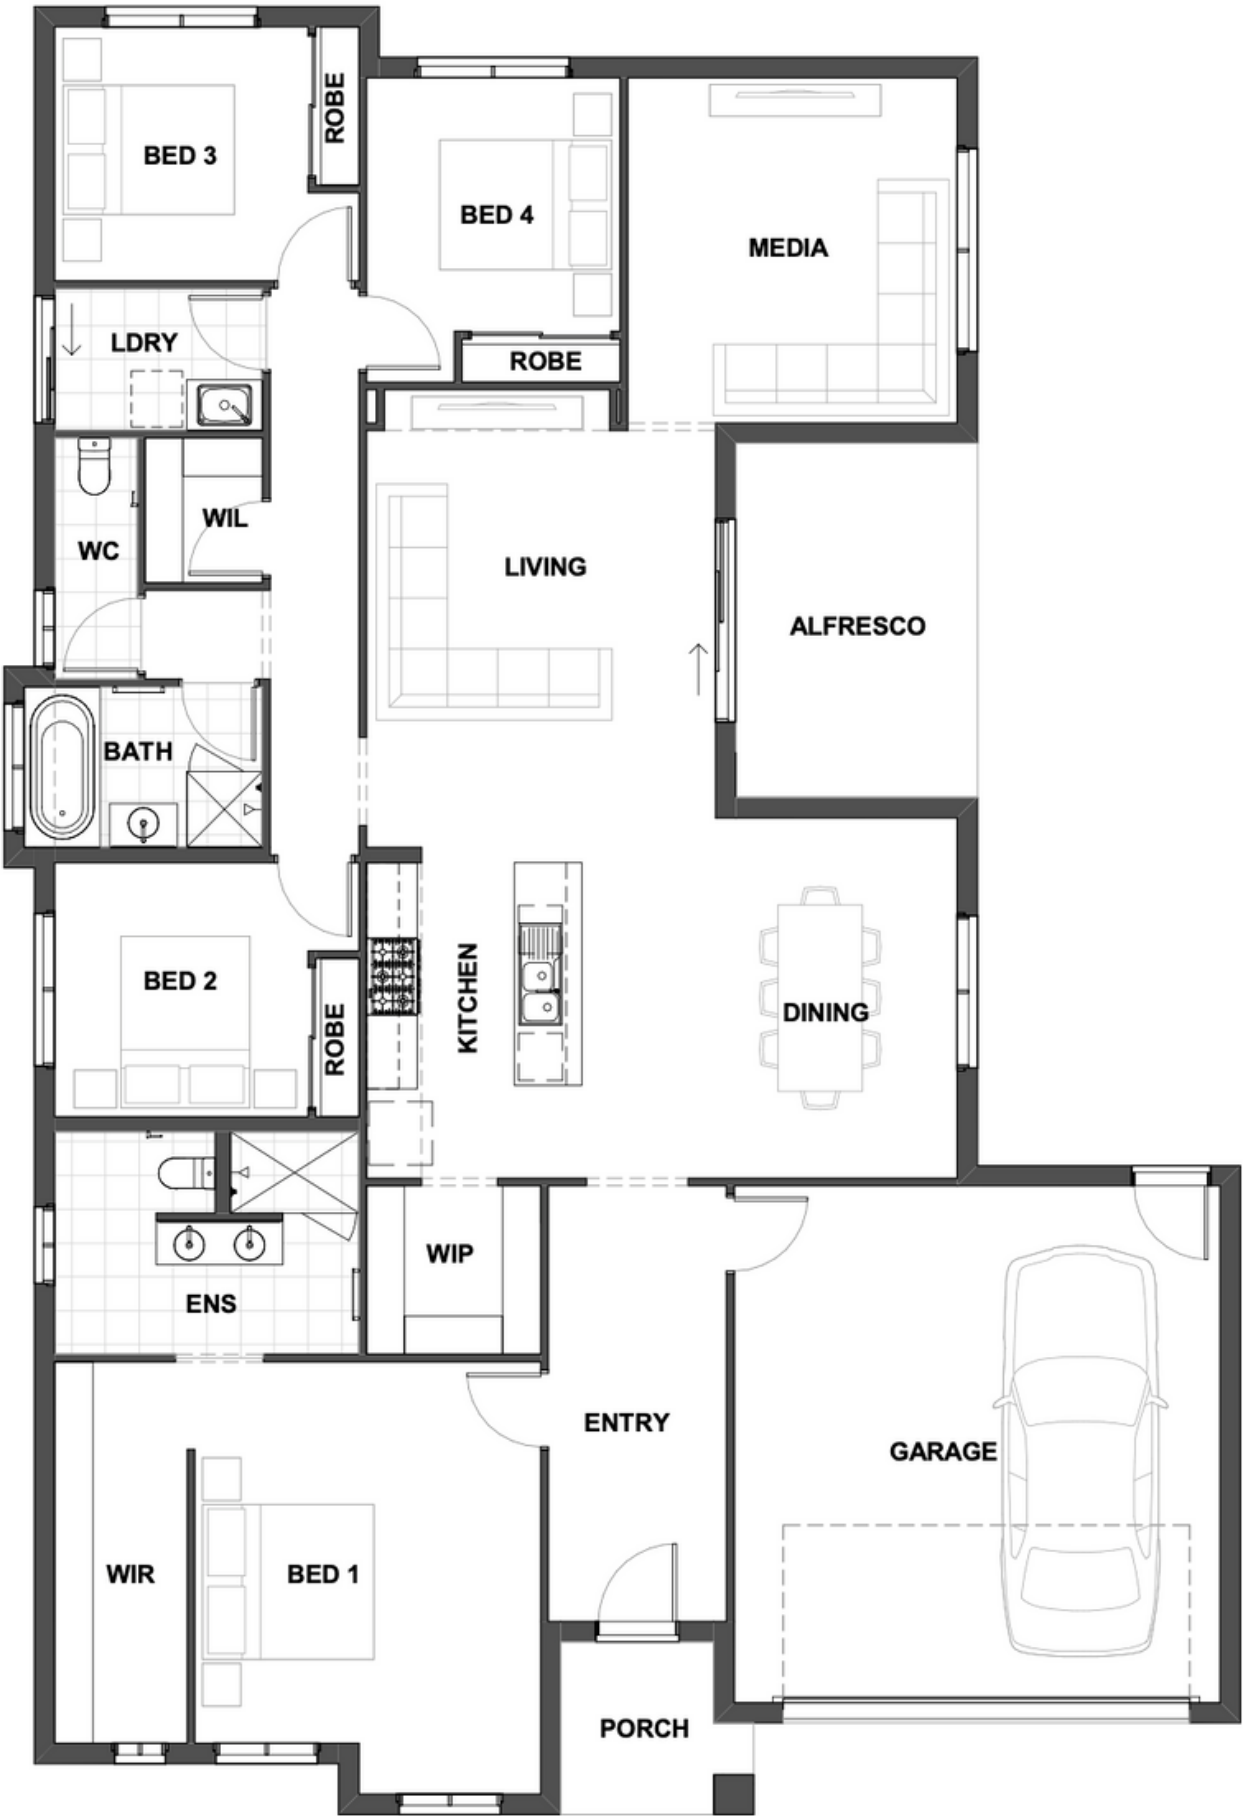 BED 3
ROBE
BED 4
MEDIA
LDRY
ROBE
WIL
WC
LIVING
ALFRESCO
BATH
BED 2
ROBE
KITCHEN
DINING
WIP
ENS
ENTRY
GARAGE
WIR
BED 1
PORCH